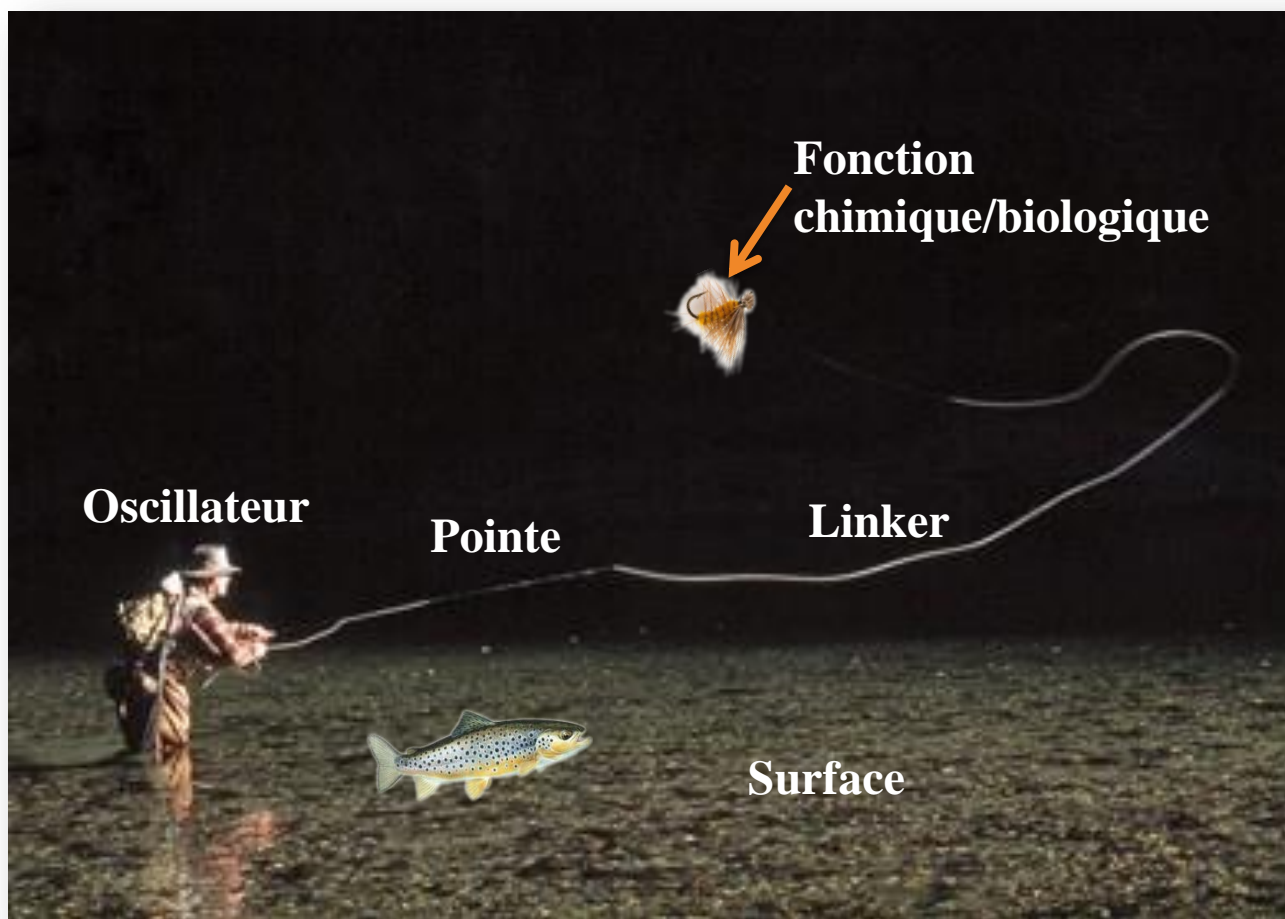 Fonction
chimique/biologique
Oscillateur
Pointe
Linker
Surface